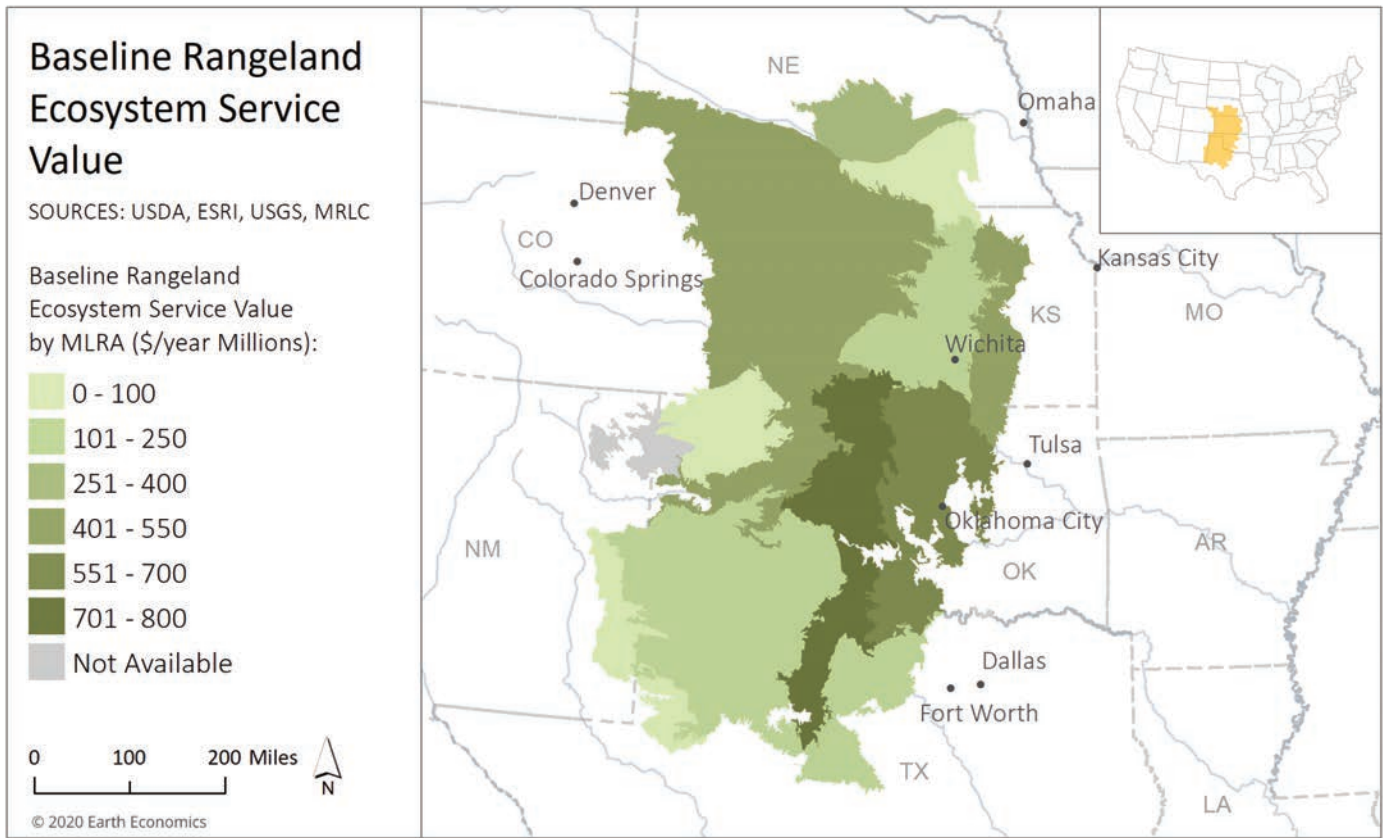 Baseline Rangeland
Ecosystem Service
Value
SOURCES: USDA, ESRI, USGS, MRLC
Baseline Rangeland
Ecosystem Service Value
by MLRA ($/year Millions):
0 - 100
101 - 250
251 - 400
401 - 550
551 - 700
701 - 800
Not Available
0 100 200 Miles
N
© 2020 Earth Economics
NE
Omaha
Denver
CO
Colorado Springs
Kansas City
KS
MO
Wichita
Tulsa
Oklahoma City
NM
AR
OK
Dallas
Fort Worth
TX
LA